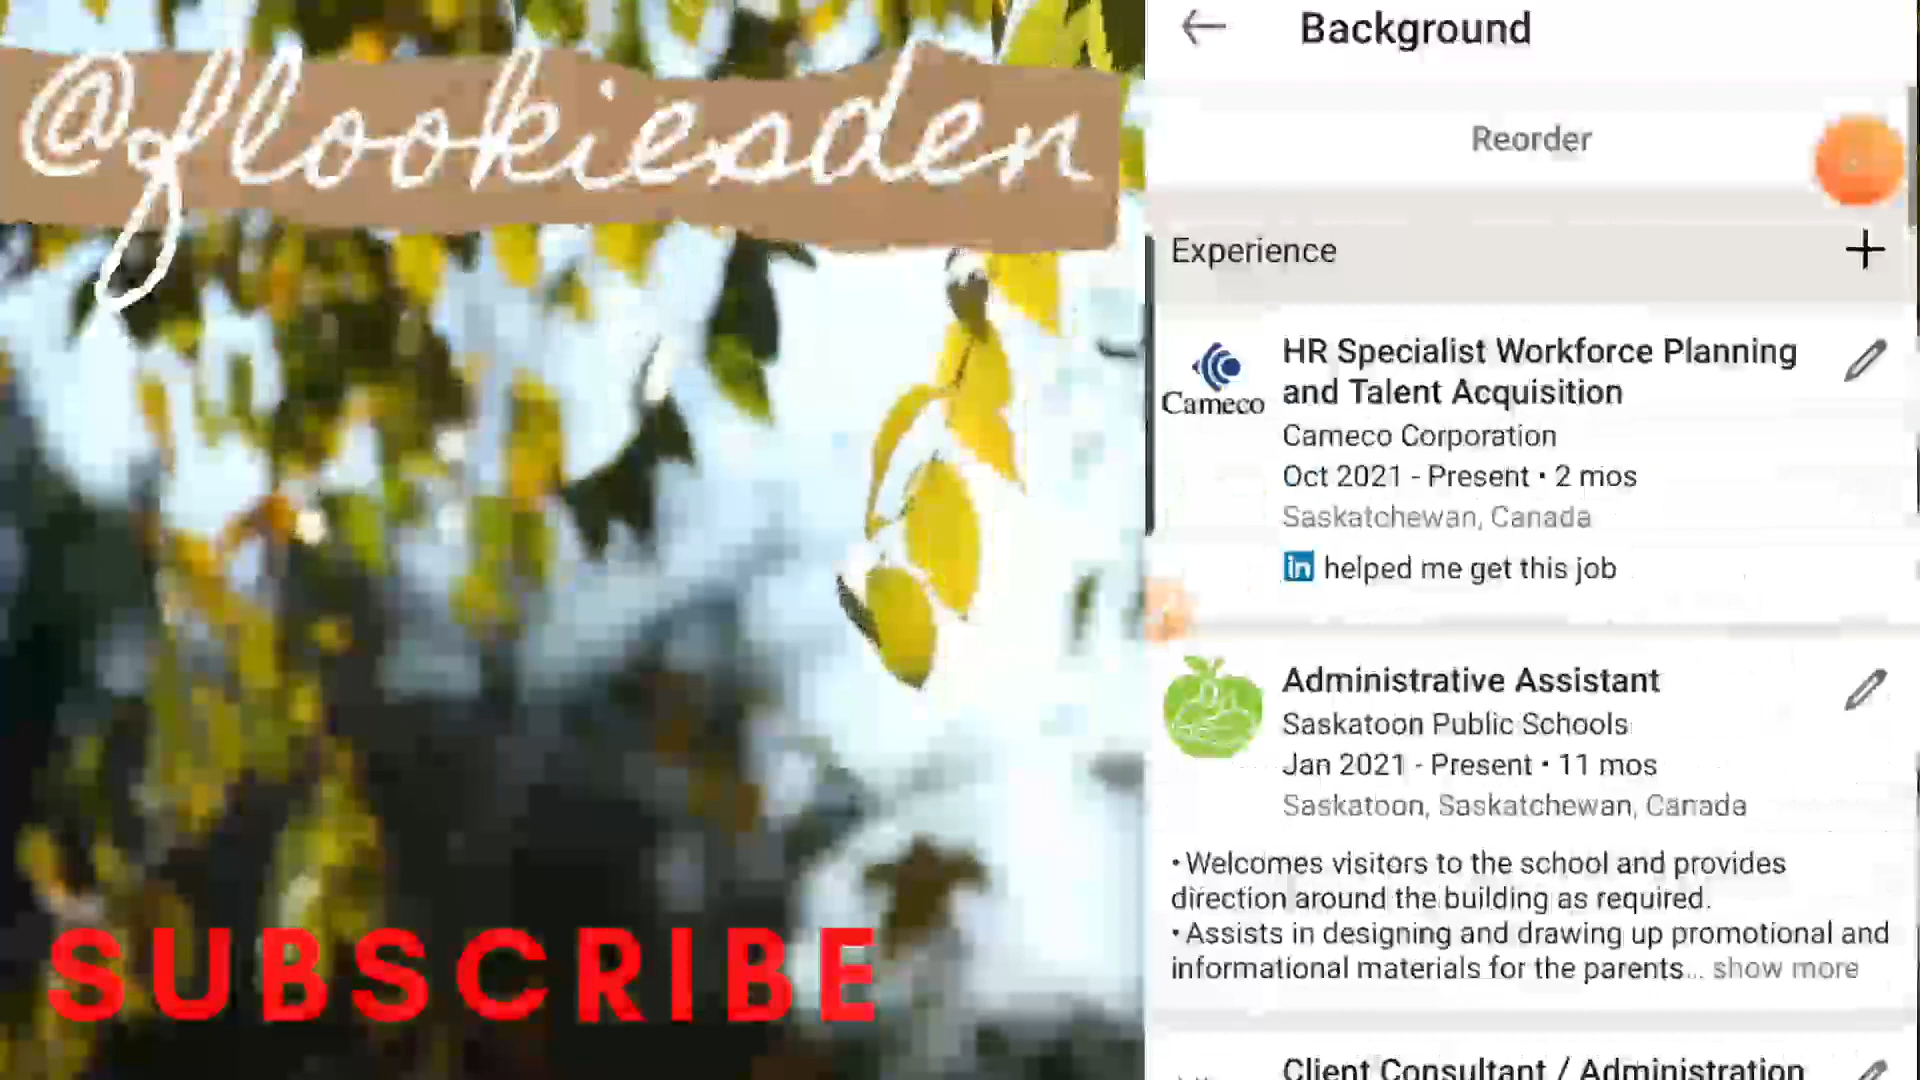 @flookiesden
SUBSCRIBE
Background
Reorder
Experience
Cameco
HR Specialist Workforce Planning
and Talent Acquisition
Cameco Corporation
Oct 2021 - Present • 2 mos
Saskatchewan, Canada
in helped me get this job
Administrative Assistant
Saskatoon Public Schools
Jan 2021 - Present • 11 mos
Saskatoon, Saskatchewan, Canada
• Welcomes visitors to the school and provides
direction around the building as required.
• Assists in designing and drawing up promotional and
informational materials for the parents... show more
Client Consultant / Administration